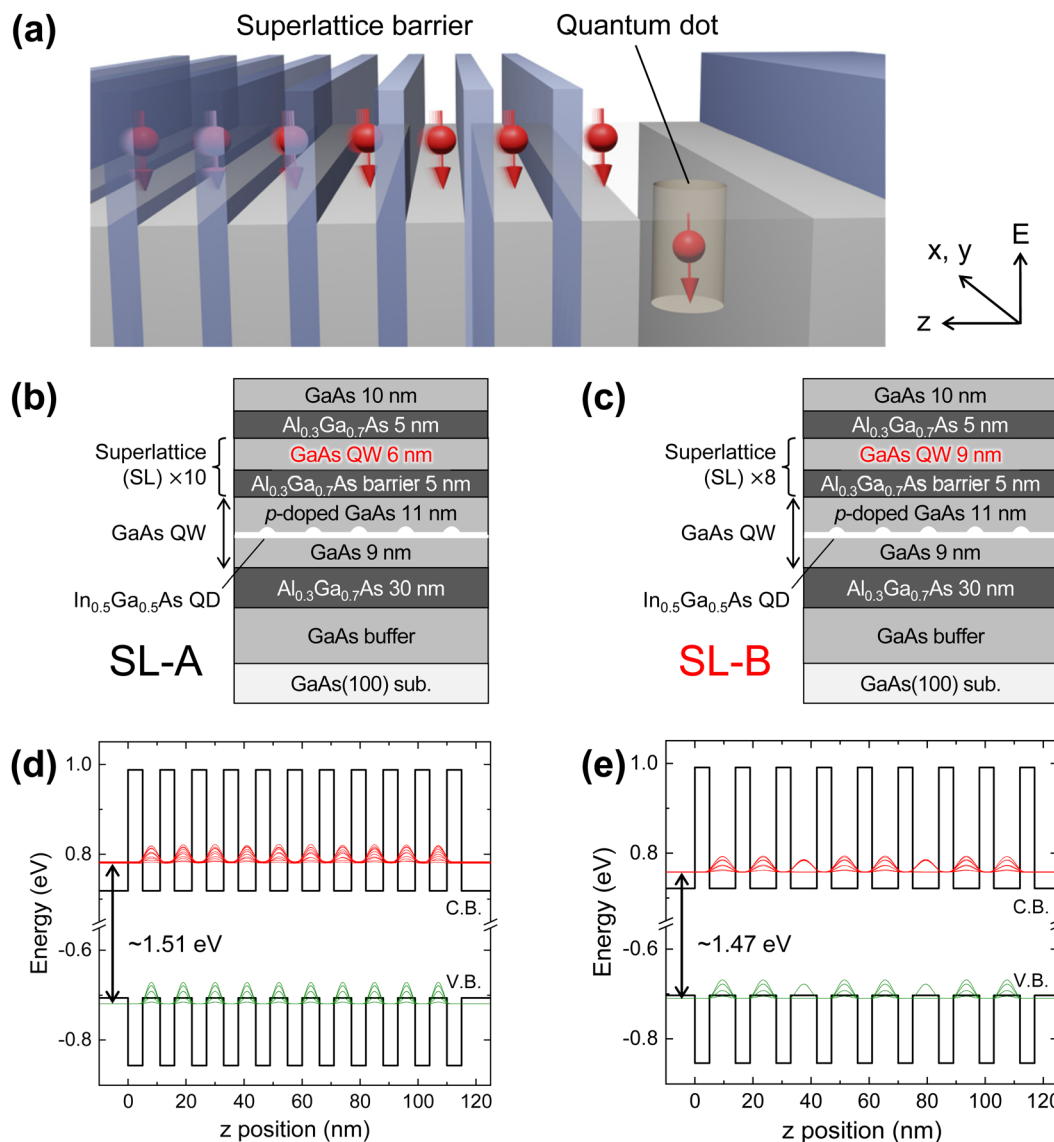 (a)
Superlattice barrier
Quantum dot
E
x, y
z
(b)
GaAs 10 nm
Al0.3Ga0.7As 5 nm
Superlattice
(SL) ×10
GaAs QW 6 nm
Al0.3Ga0.7As barrier 5 nm
p-doped GaAs 11 nm
GaAs QW
GaAs 9 nm
In0.5Ga0.5As QD
Al0.3Ga0.7As 30 nm
GaAs buffer
SL-A
GaAs(100) sub.
(c)
GaAs 10 nm
Al0.3Ga0.7As 5 nm
Superlattice
(SL) ×8
GaAs QW 9 nm
Al0.3Ga0.7As barrier 5 nm
p-doped GaAs 11 nm
GaAs QW
GaAs 9 nm
In0.5Ga0.5As QD
Al0.3Ga0.7As 30 nm
GaAs buffer
SL-B
GaAs(100) sub.
(d)
1.0
0.8
-0.6
-0.8
Energy (eV)
C.B.
~1.51 eV
V.B.
0 20 40 60 80 100 120
z position (nm)
(e)
1.0
0.8
-0.6
-0.8
Energy (eV)
C.B.
~1.47 eV
V.B.
0 20 40 60 80 100 120
z position (nm)